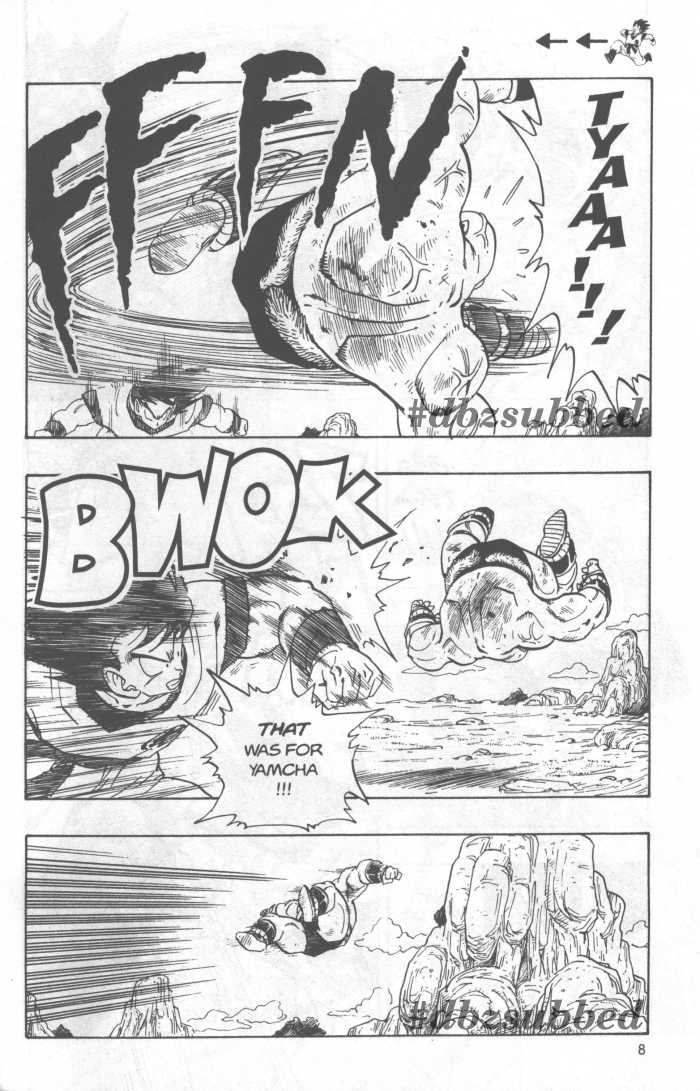 FFFN
TYAAA!!!
#dbzsubbed
BWOK
THAT
WAS FOR
YAMCHA
!!!
#dbzsubbed
8